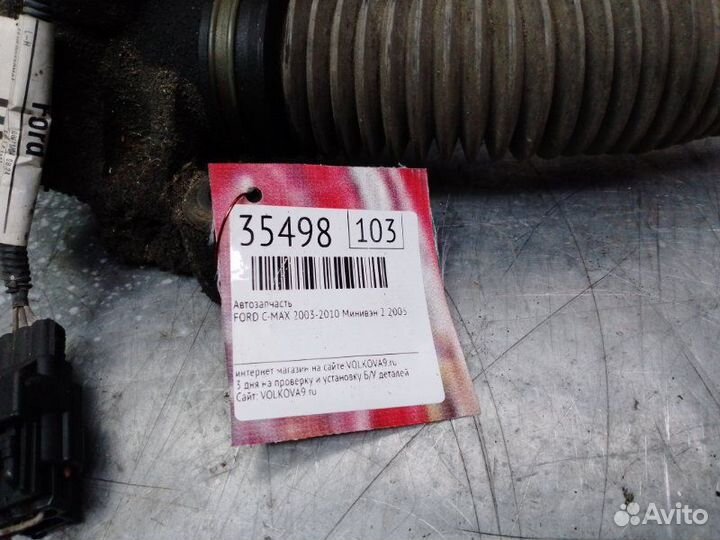 Ford
35498 103
Автозапчасть
FORD C-MAX 2003-2010 Минивэн 1 2005
интернет магазин на сайте VOLKOVA9.ru
3 дня на проверку и установку Б/У деталей
Сайт: VOLKOVA9.ru
Avito